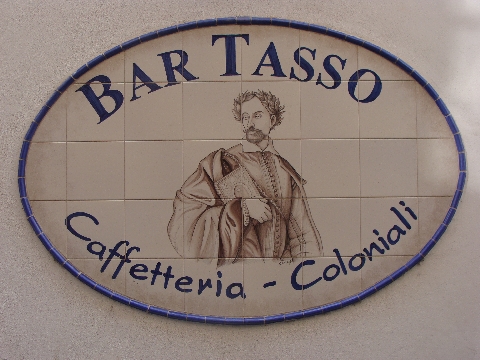 BAR TASSO
Caffetteria - Coloniali